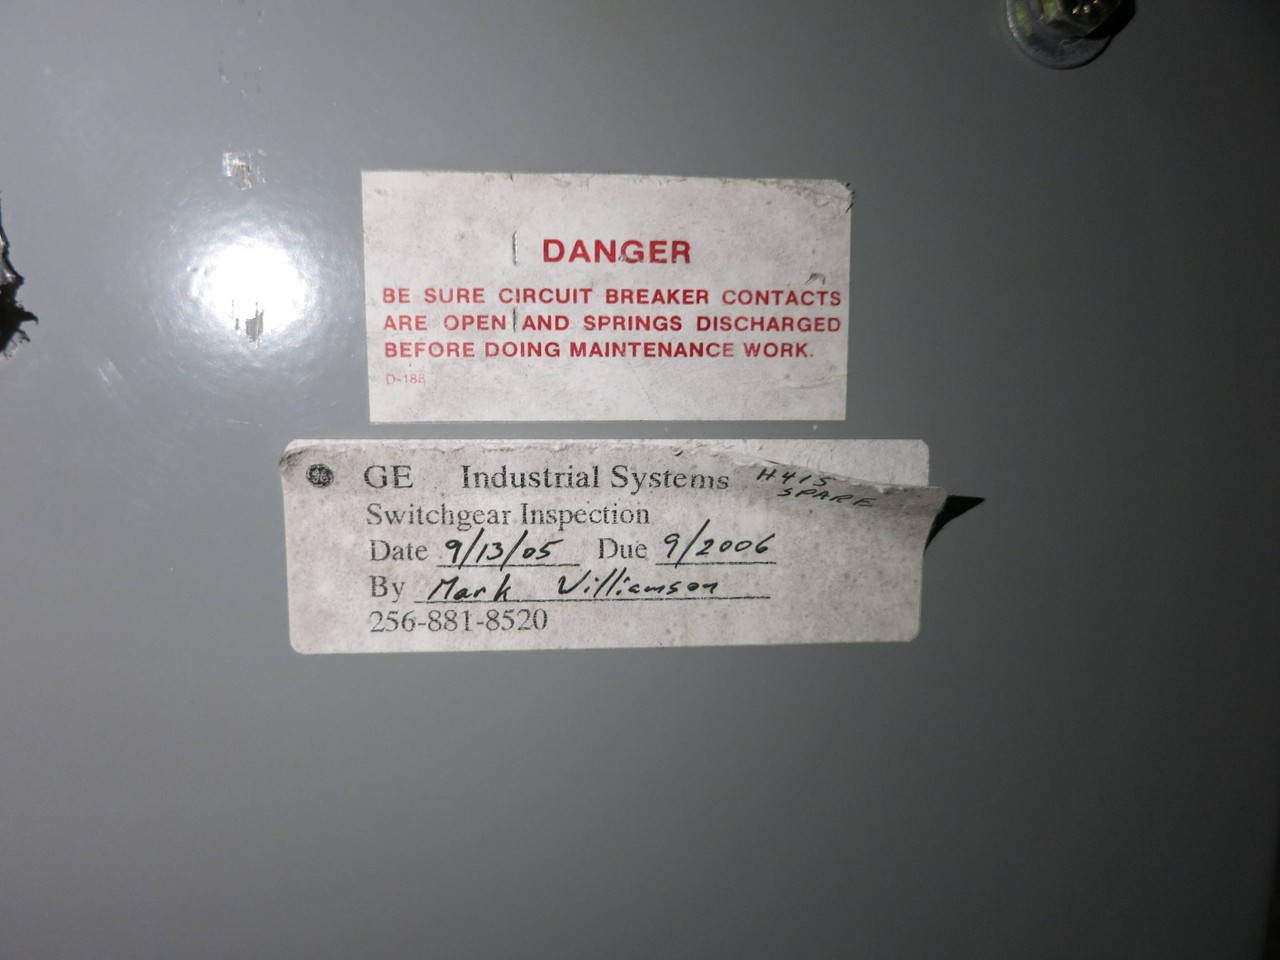 DANGER
BE SURE CIRCUIT BREAKER CONTACTS
ARE OPEN AND SPRINGS DISCHARGED
BEFORE DOING MAINTENANCE WORK.
D-188
GE Industrial Systems H415
SPARE
Switchgear Inspection
Date 9/13/05 Due 9/2006
By Mark Williamson
256-881-8520